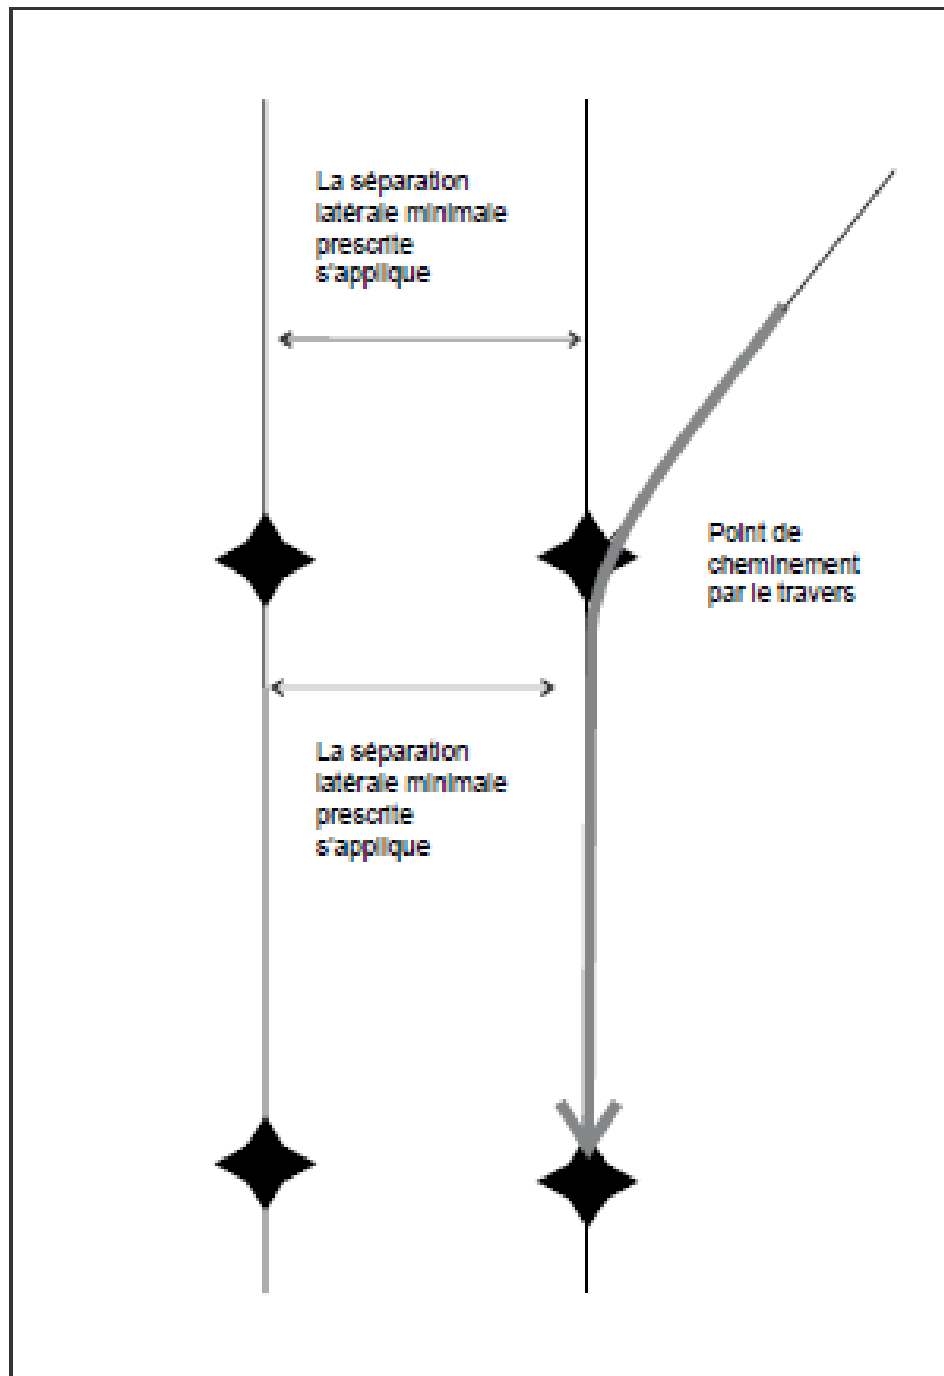 La séparation
latérale minimale
prescrite
s'applique
Point de
cheminement
par le travers
La séparation
latérale minimale
prescrite
s'applique